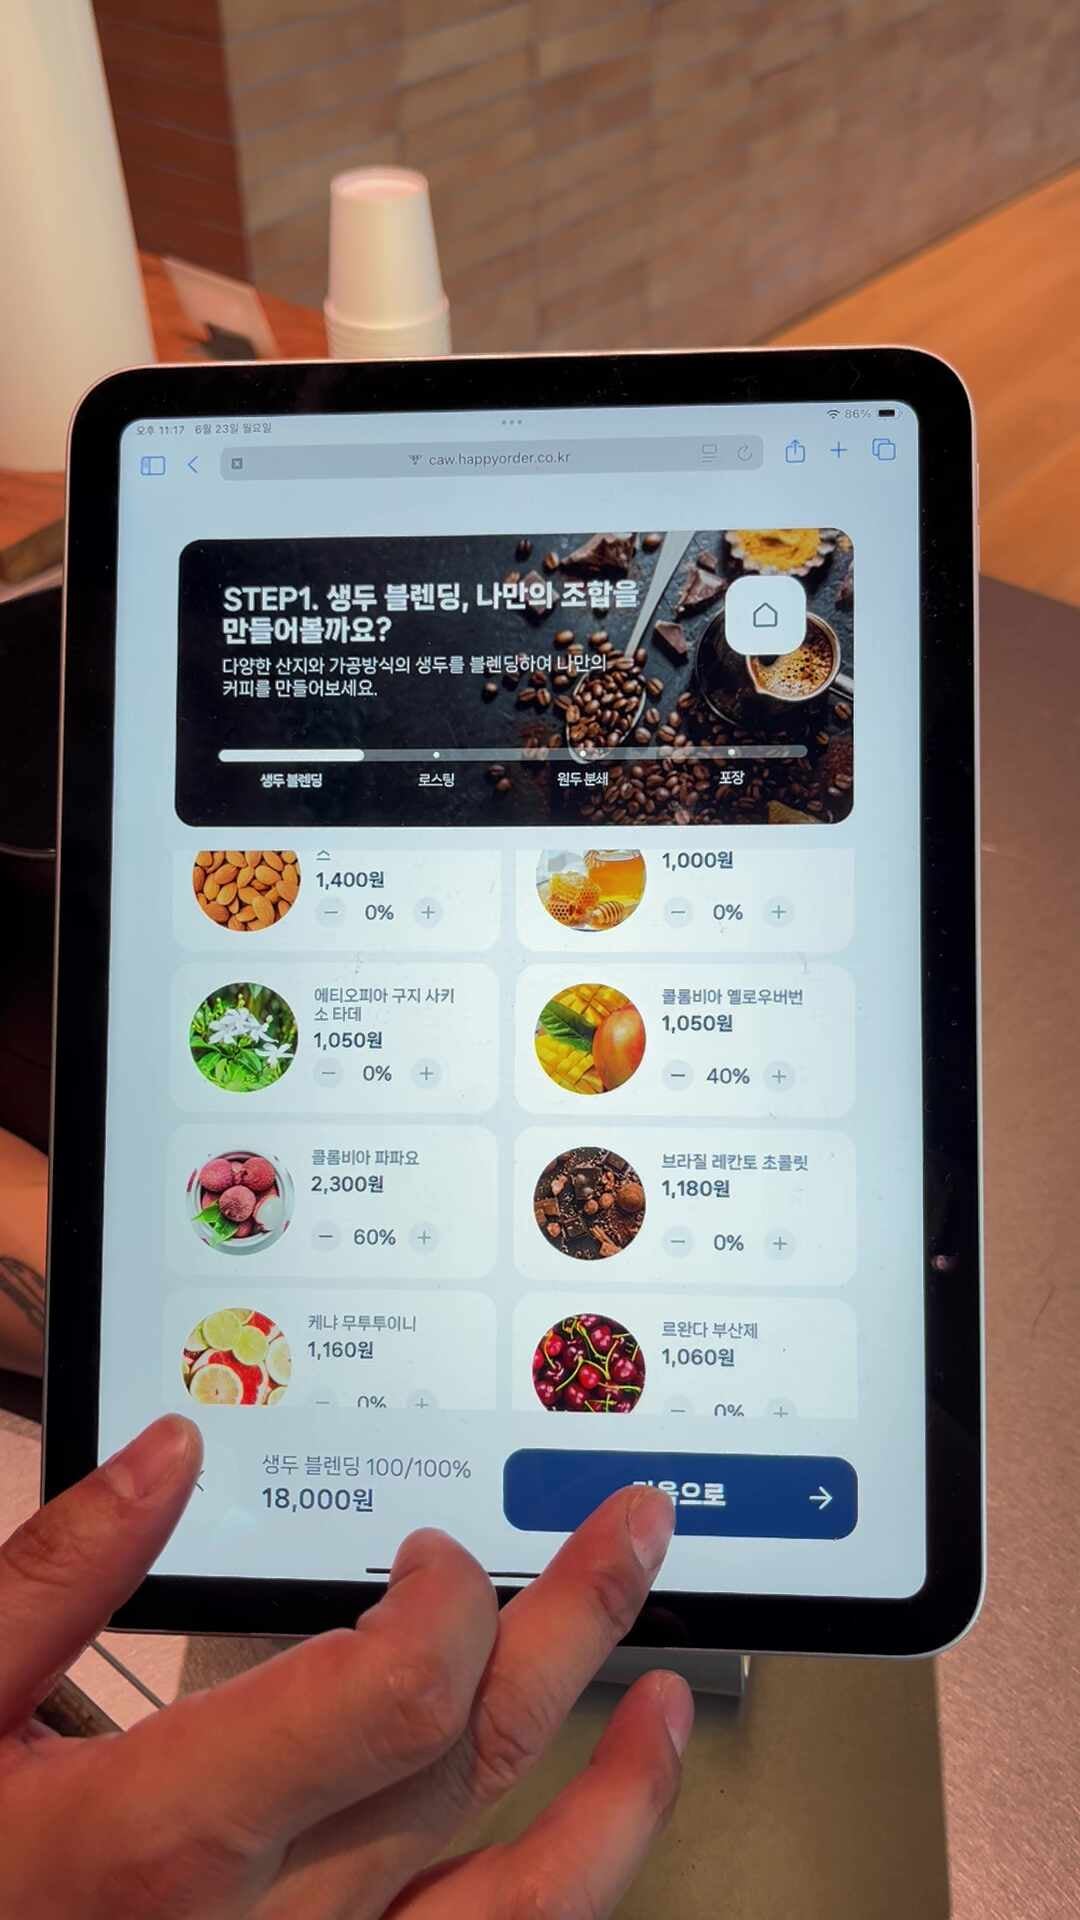 오후 11:17 6월 23일 월요일
86%
caw.happyorder.co.kr
STEP1. 생두 블렌딩, 나만의 조합을
만들어볼까요?
다양한 산지와 가공방식의 생두를 블렌딩하여 나만의
커피를 만들어보세요.
생두 블렌딩 로스팅 원두 분쇄 포장
스
1,400원
0%
1,000원
0%
에티오피아 구지 사키
소 타데
1,050원
0%
콜롬비아 옐로우버번
1,050원
40%
콜롬비아 파파요
2,300원
60%
브라질 레칸토 초콜릿
1,180원
0%
케냐 무투투이니
1,160원
0%
르완다 부산제
1,060원
0%
생두 블렌딩 100/100%
18,000원